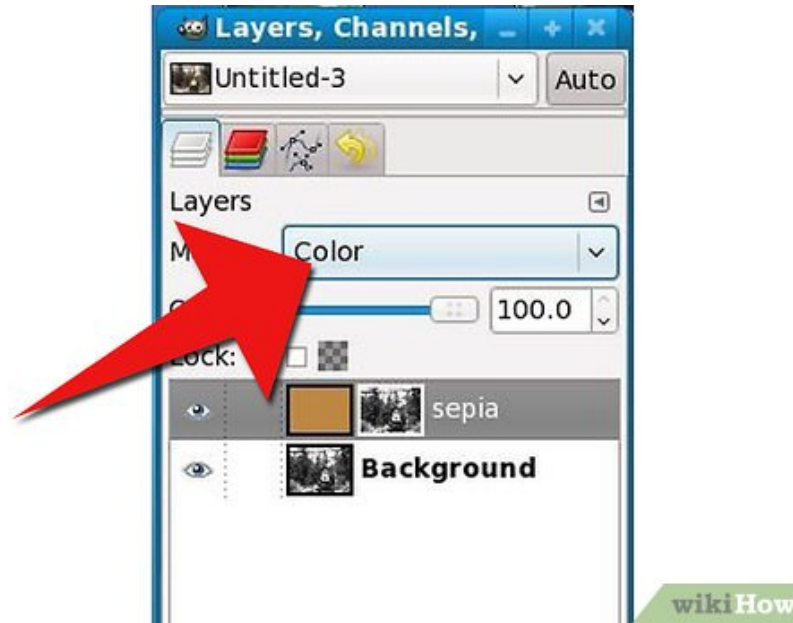 Layers, Channels,
Untitled-3 Auto
Layers
Color
100.0
Lock:
sepia
Background
wikiHow